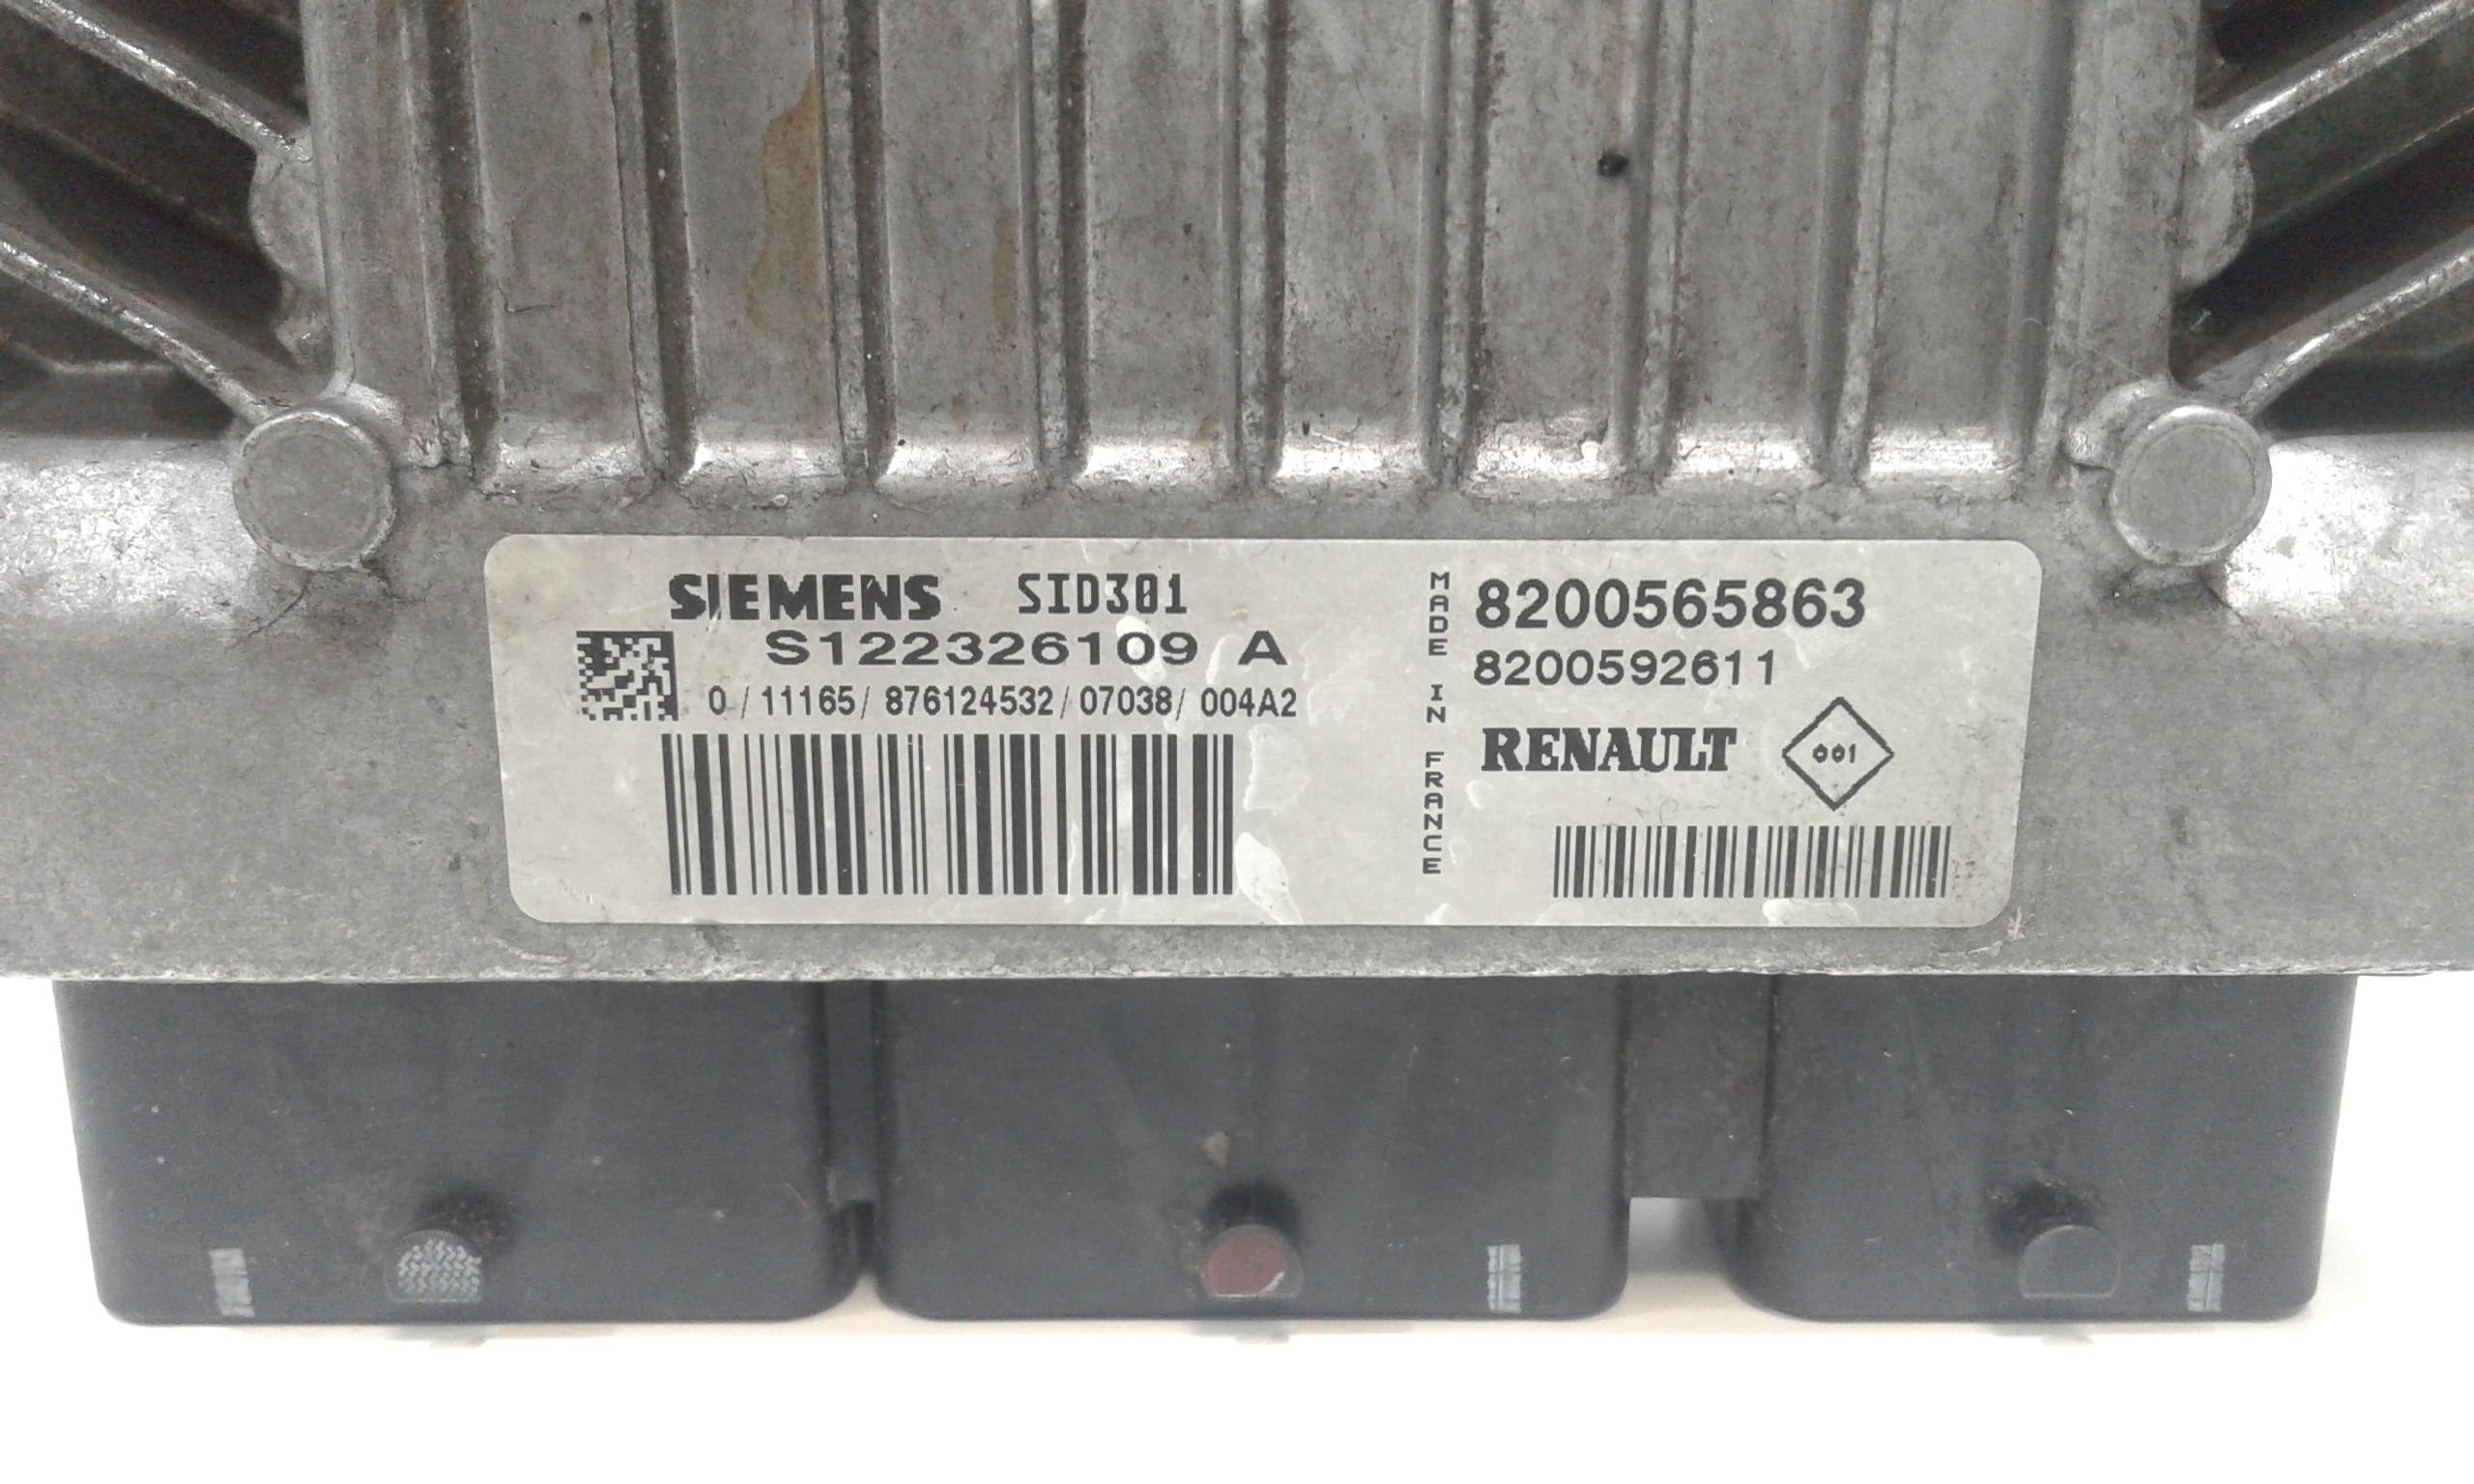 SIEMENS SID301
S122326109 A
0/11165/876124532/07038/004A2
MADE IN FRANCE
8200565863
8200592611
RENAULT 001